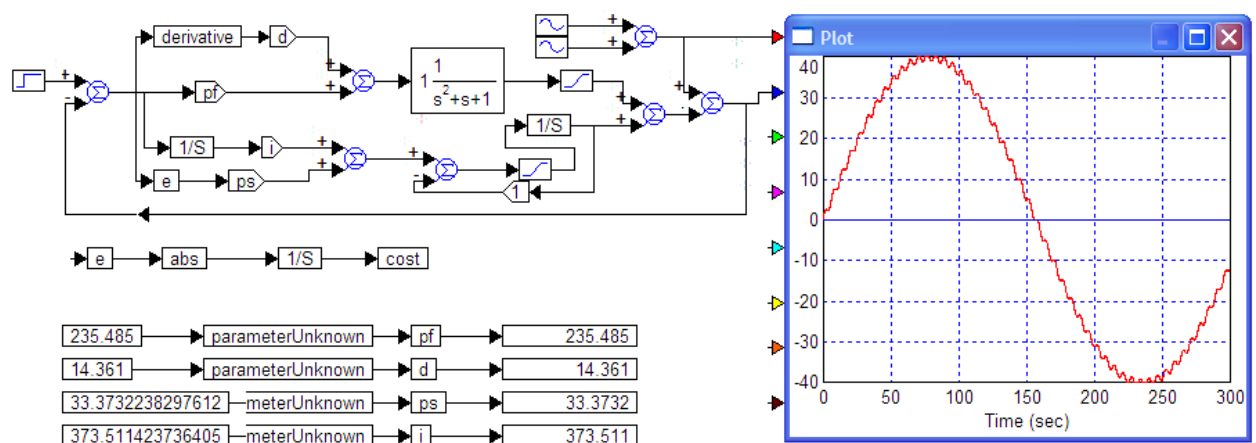 Plot
derivative
d
pf
1 1
s²+s+1
1/S
1/S
i
e
ps
1
e
abs
1/S
cost
235.485
parameterUnknown
pf
235.485
14.361
parameterUnknown
d
14.361
33.3732238297612
meterUnknown
ps
33.3732
373.511423736405
meterUnknown
i
373.511
40
30
20
10
0
-10
-20
-30
-40
0
50
100
150
200
250
300
Time (sec)